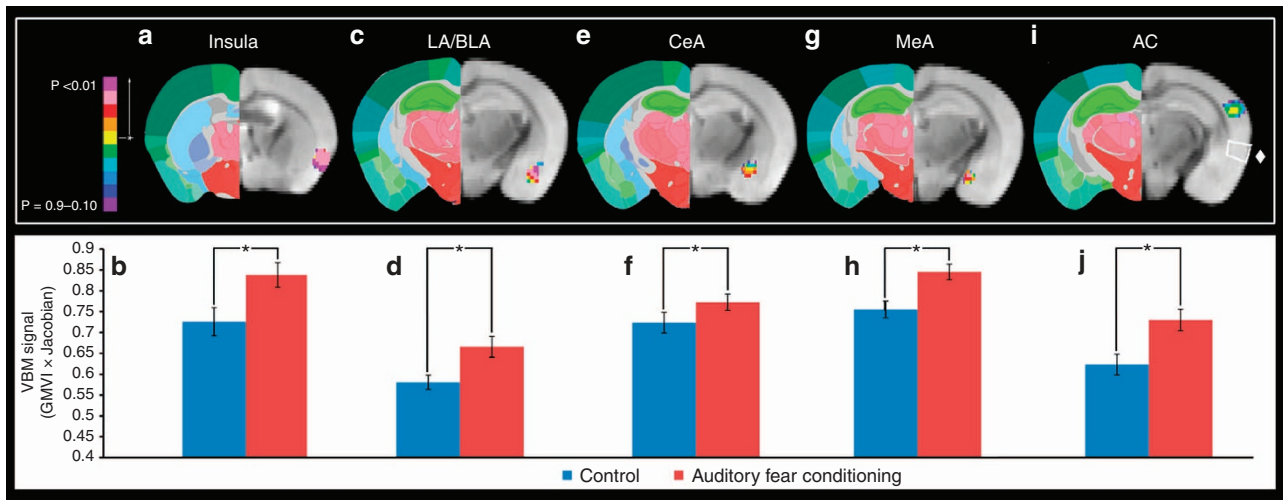 a Insula
c LA/BLA
e CeA
g MeA
i AC
P <0.01
P = 0.9–0.10
VBM signal
(GMVI × Jacobian)
0.9
0.85
0.8
0.75
0.7
0.65
0.6
0.55
0.5
0.45
0.4
b
*
d
*
f
*
h
*
j
*
Control
Auditory fear conditioning